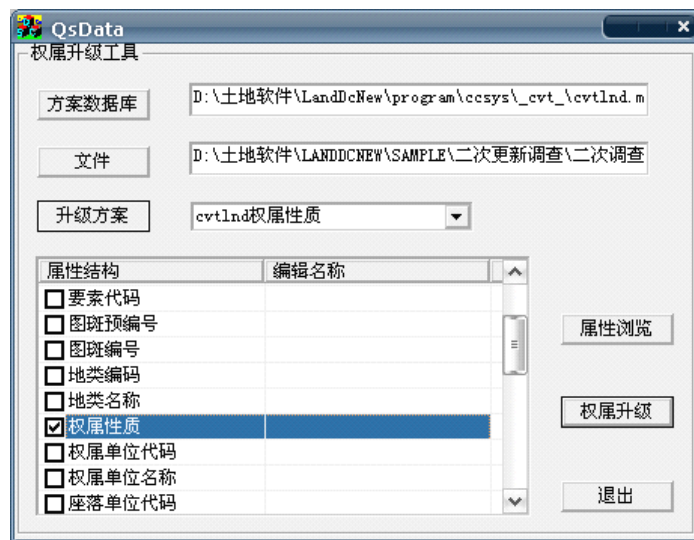 QsData
权属升级工具
方案数据库
D:\土地软件\LandDcNew\program\ccsys\_cvt_\cvtlnd.m
文件
D:\土地软件\LANDDCNEW\SAMPLE\二次更新调查\二次调查
升级方案
cvtlnd权属性质
属性结构 编辑名称
要素代码
图斑预编号
图斑编号
地类编码
地类名称
权属性质
权属单位代码
权属单位名称
座落单位代码
属性浏览
权属升级
退出